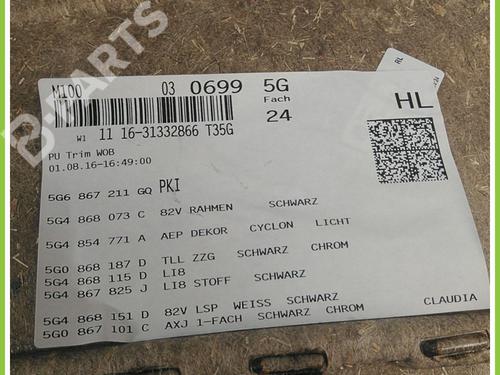 B-PARTS
M100 03 0699 5G
Fach
24
HL
RL
W1 11 16-31332866 T35G
PU Trim WOB
01.08.16-16:49:00
5G6 867 211 GQ PKI
5G4 868 073 C 82V RAHMEN SCHWARZ
5G4 854 771 A AEP DEKOR CYCLON LICHT
5G0 868 187 D TLL ZZG SCHWARZ CHROM
5G4 868 115 D LI8
5G4 867 825 J LI8 STOFF SCHWARZ
5G4 868 151 D 82V LSP WEISS SCHWARZ
5G0 867 101 C AXJ 1-FACH SCHWARZ CHROM
CLAUDIA